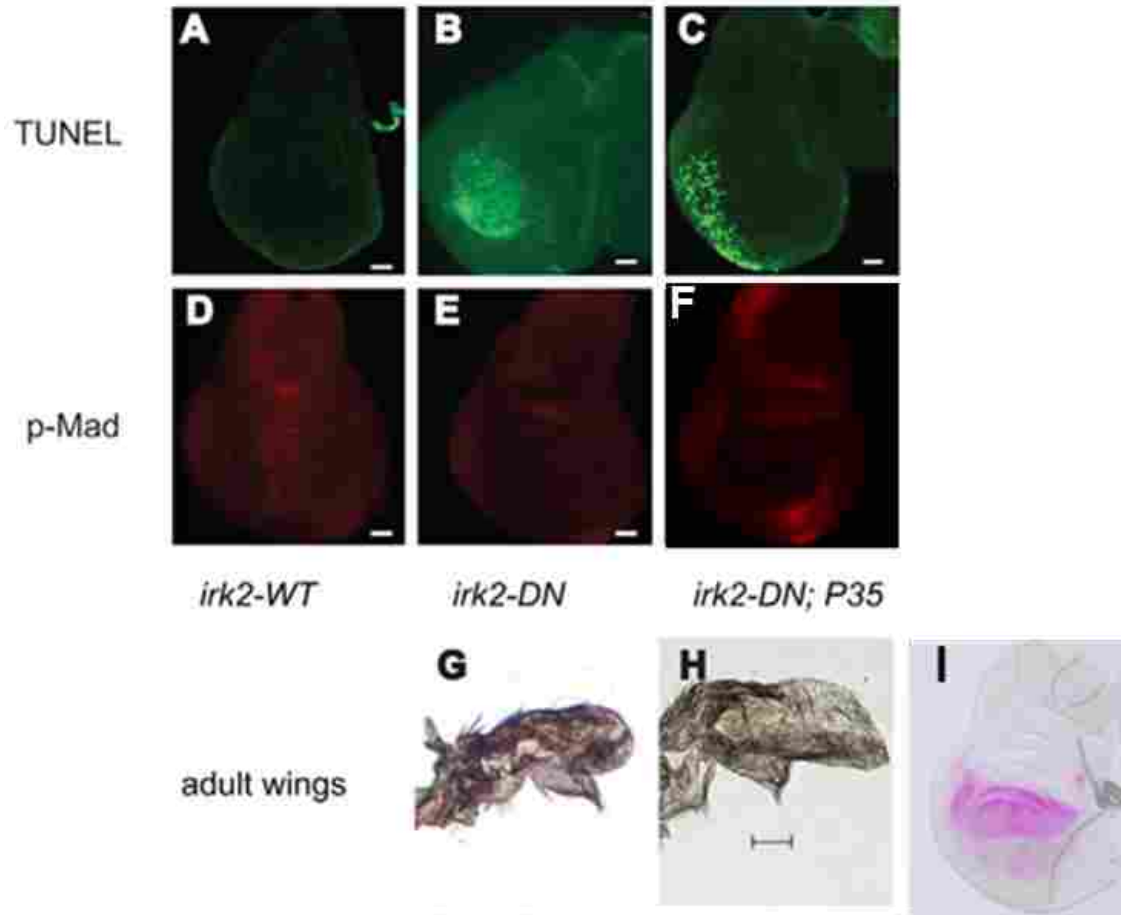 A B C
TUNEL
D E F
p-Mad
irk2-WT irk2-DN irk2-DN; P35
G H I
adult wings